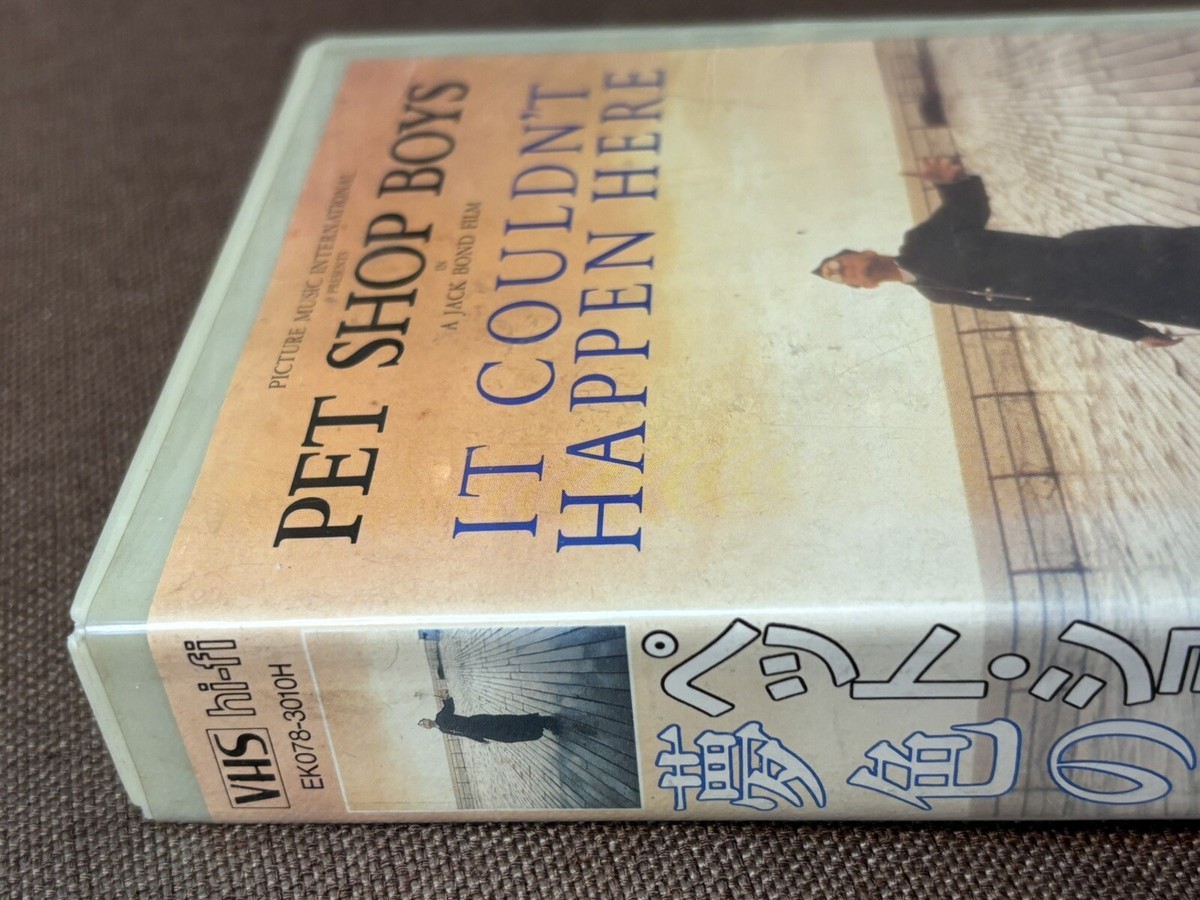 PICTURE MUSIC INTERNATIONAL
PRESENTS
PET SHOP BOYS
IN
A JACK BOND FILM
IT COULDN'T
HAPPEN HERE
VHS hi-fi
EK078-3010H
ペット・ショ
夢色の